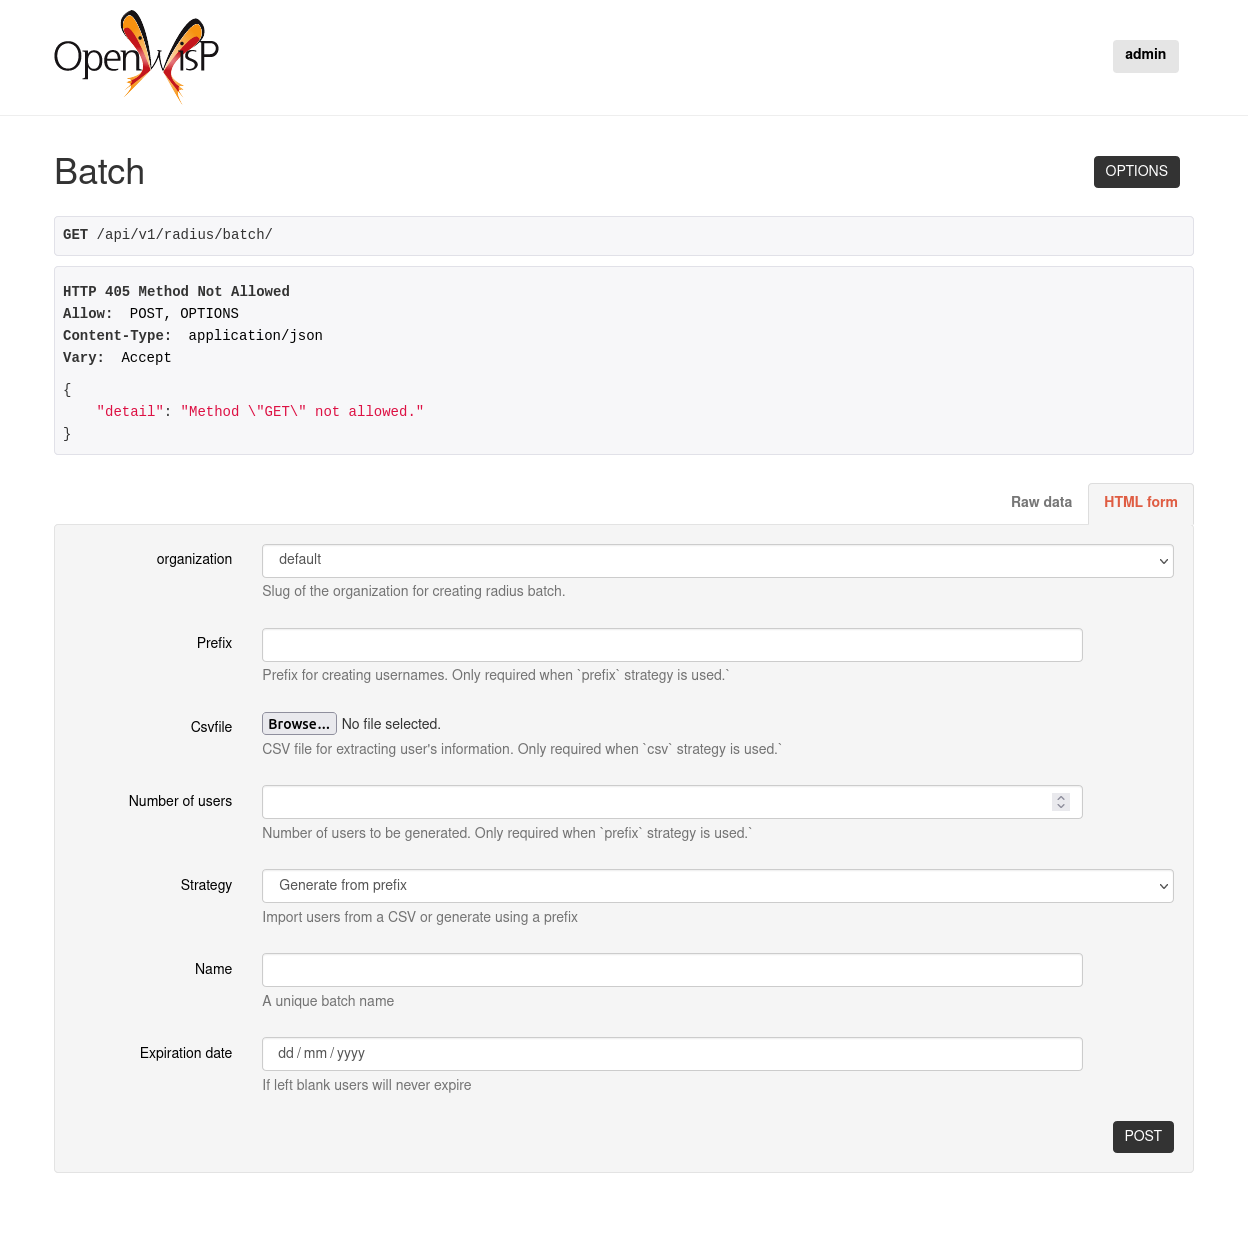 OpenWISP
admin
Batch
OPTIONS
GET /api/v1/radius/batch/
HTTP 405 Method Not Allowed
Allow: POST, OPTIONS
Content-Type: application/json
Vary: Accept
{
"detail": "Method \"GET\" not allowed."
}
Raw data
HTML form
organization
default
Slug of the organization for creating radius batch.
Prefix
Prefix for creating usernames. Only required when `prefix` strategy is used.`
Csvfile
Browse... No file selected.
CSV file for extracting user's information. Only required when `csv` strategy is used.`
Number of users
Number of users to be generated. Only required when `prefix` strategy is used.`
Strategy
Generate from prefix
Import users from a CSV or generate using a prefix
Name
A unique batch name
Expiration date
dd / mm / yyyy
If left blank users will never expire
POST